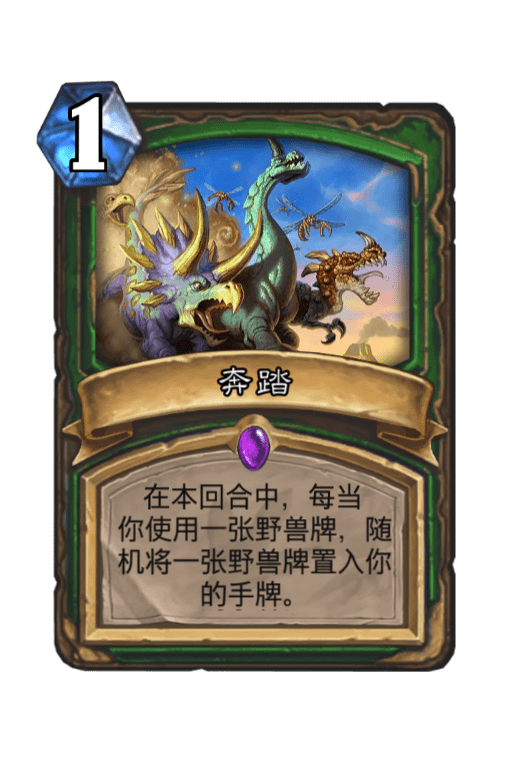 1
奔踏
在本回合中，每当
你使用一张野兽牌，随
机将一张野兽牌置入你
的手牌。